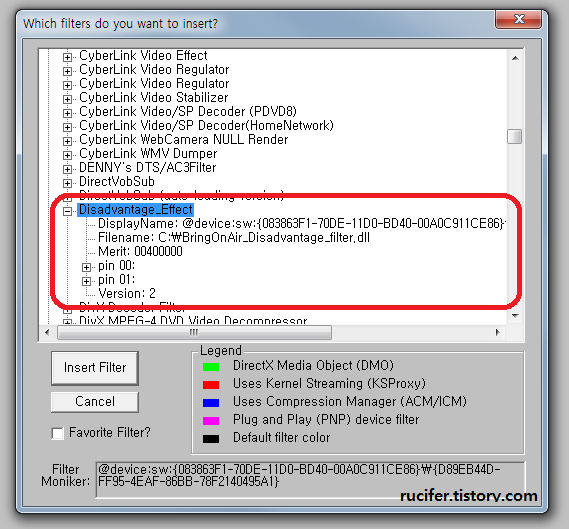 Which filters do you want to insert?
CyberLink Video Effect
CyberLink Video Regulator
CyberLink Video Regulator
CyberLink Video Stabilizer
CyberLink Video/SP Decoder (PDVD8)
CyberLink Video/SP Decoder(HomeNetwork)
CyberLink WebCamera NULL Render
CyberLink WMV Dumper
DENNY's DTS/AC3Filter
DirectVobSub
DirectVobSub (auto-loading version)
Disadvantage_Effect
DisplayName: @device:sw:{083863F1-70DE-11D0-BD40-00A0C911CE86}
Filename: C:₩BringOnAir_Disadvantage_filter.dll
Merit: 00400000
pin 00:
pin 01:
Version: 2
DivX Decoder Filter
DivX MPEG-4 DVD Video Decompressor
Insert Filter
Cancel
Favorite Filter?
Legend
DirectX Media Object (DMO)
Uses Kernel Streaming (KSProxy)
Uses Compression Manager (ACM/ICM)
Plug and Play (PNP) device filter
Default filter color
Filter Moniker:
@device:sw:{083863F1-70DE-11D0-BD40-00A0C911CE86}₩{D89EB44D-
FF95-4EAF-86BB-78F2140495A1}
rucifer.tistory.com